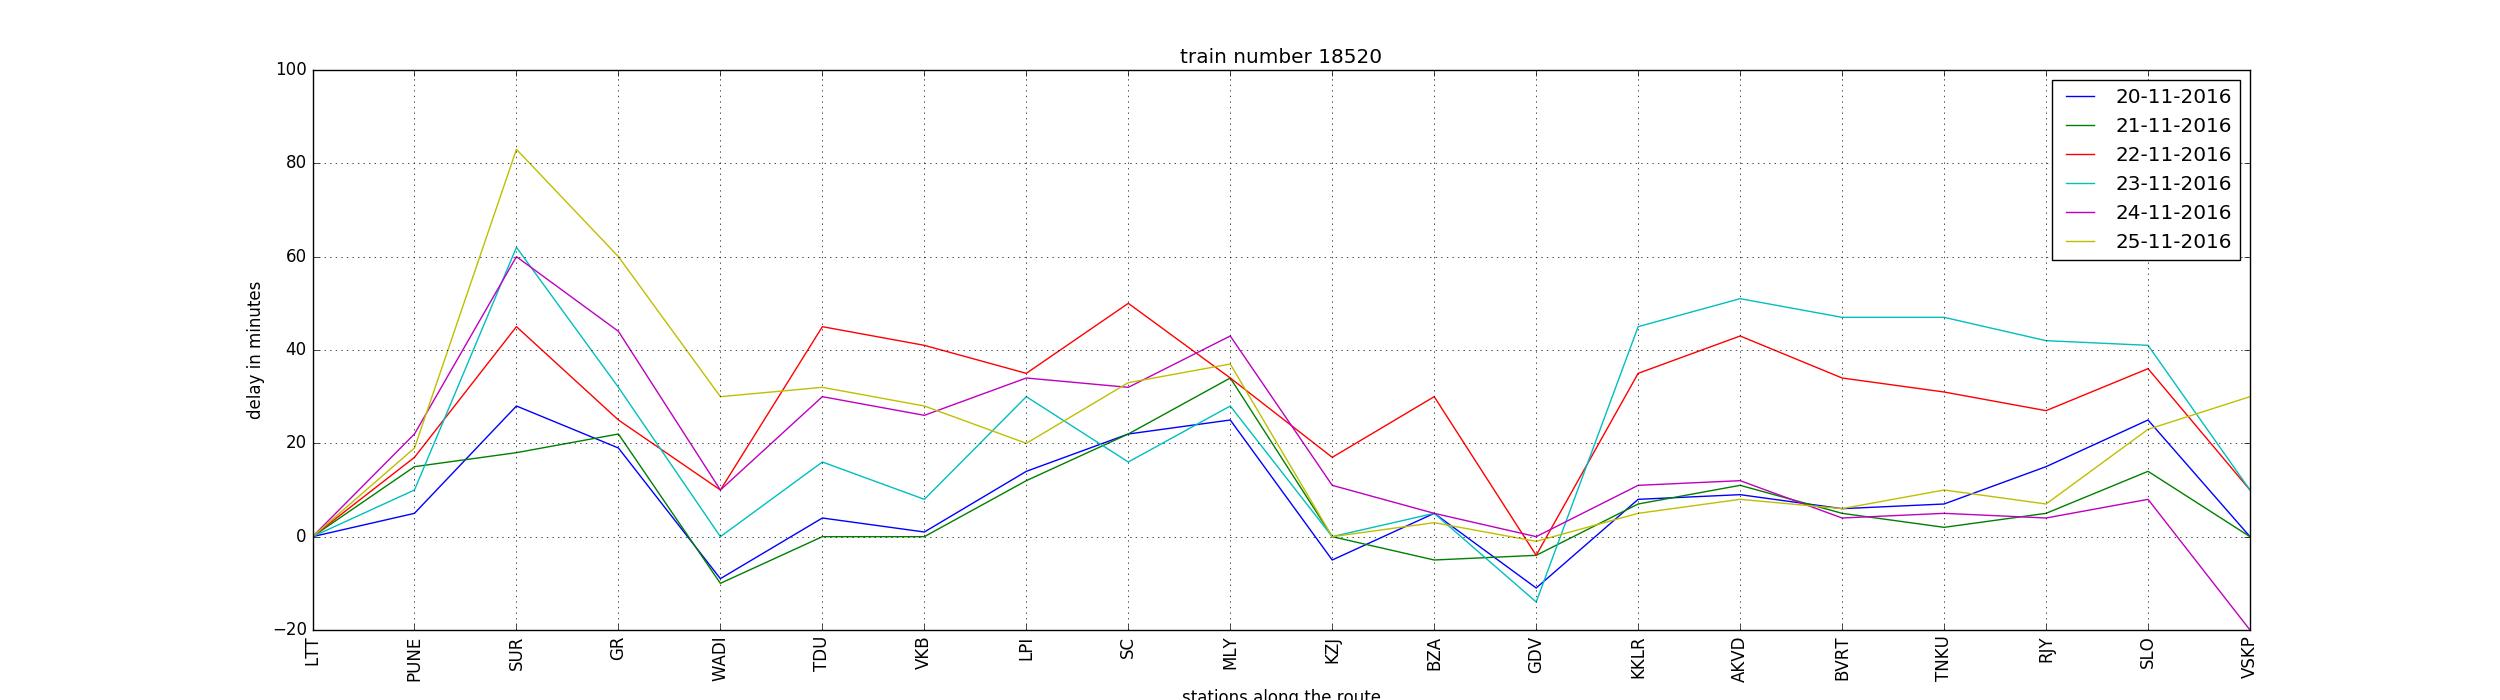 train number 18520
100
80
60
40
20
0
−20
delay in minutes
20-11-2016
21-11-2016
22-11-2016
23-11-2016
24-11-2016
25-11-2016
LTT
PUNE
SUR
GR
WADI
TDU
VKB
LPI
SC
MLY
KZJ
BZA
GDV
KKLR
AKVD
BVRT
TNKU
RJY
SLO
VSKP
stations along the route